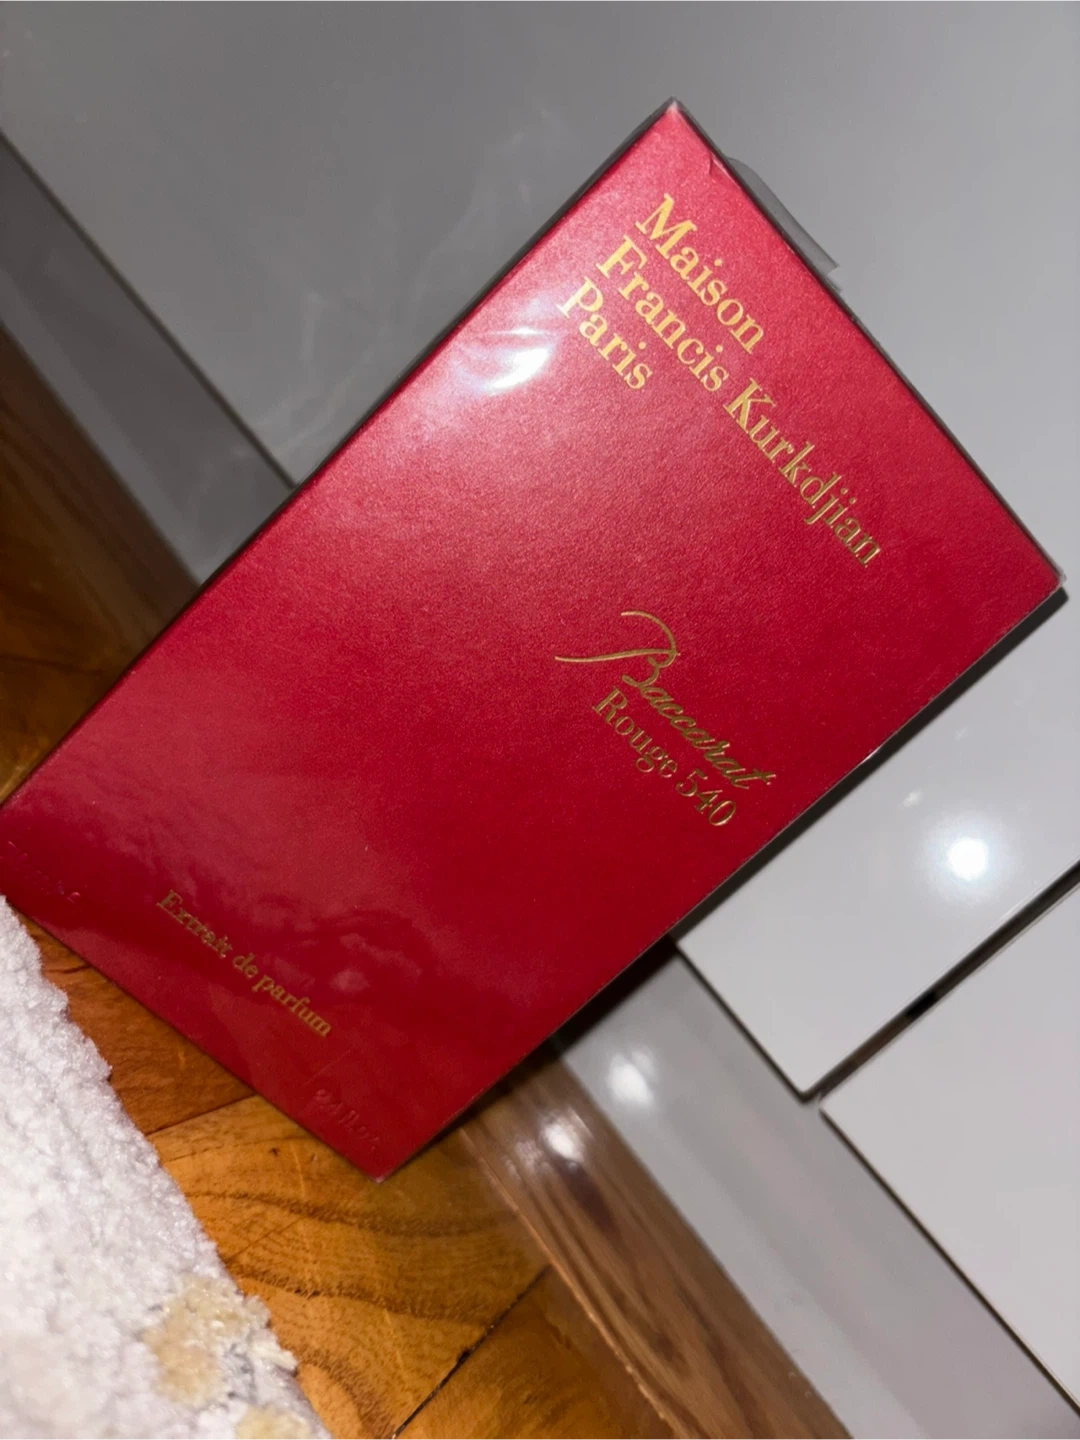 Maison
Francis Kurkdjian
Paris
Baccarat
Rouge 540
Extrait de parfum